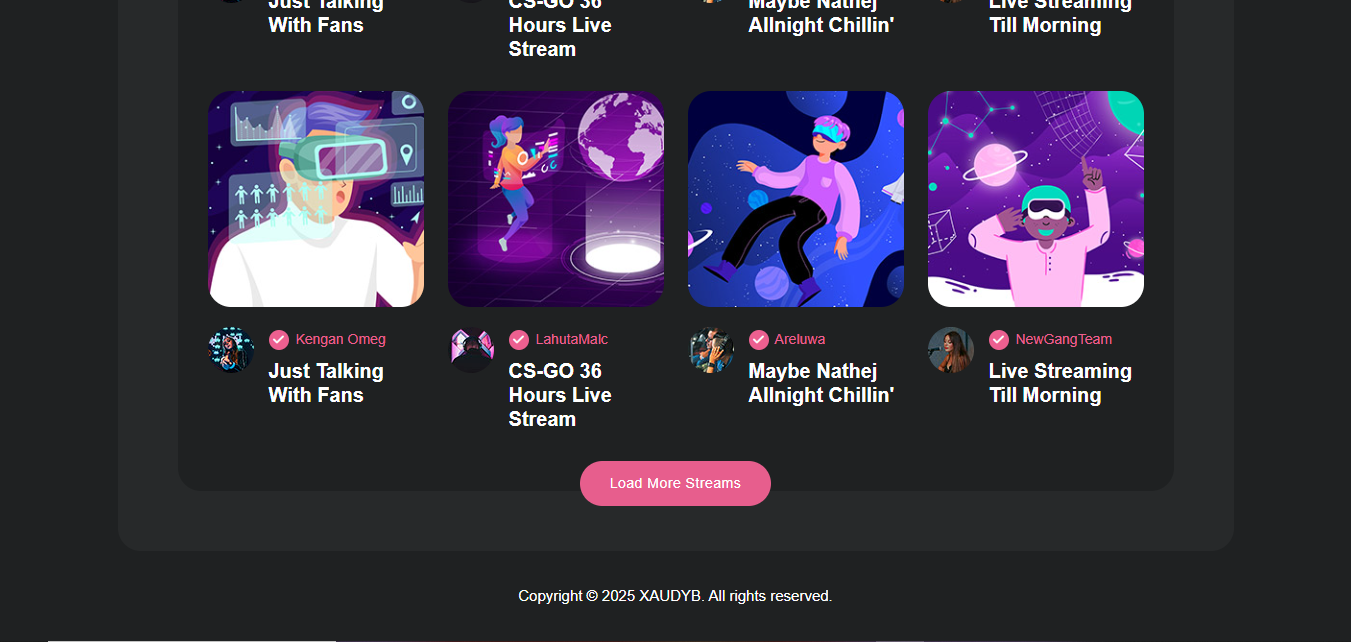 Just Talking
With Fans
CS-GO 36
Hours Live
Stream
Maybe Nathej
Allnight Chillin'
Live Streaming
Till Morning
Kengan Omeg
Just Talking
With Fans
LahutaMalc
CS-GO 36
Hours Live
Stream
Areluwa
Maybe Nathej
Allnight Chillin'
NewGangTeam
Live Streaming
Till Morning
Load More Streams
Copyright © 2025 XAUDYB. All rights reserved.